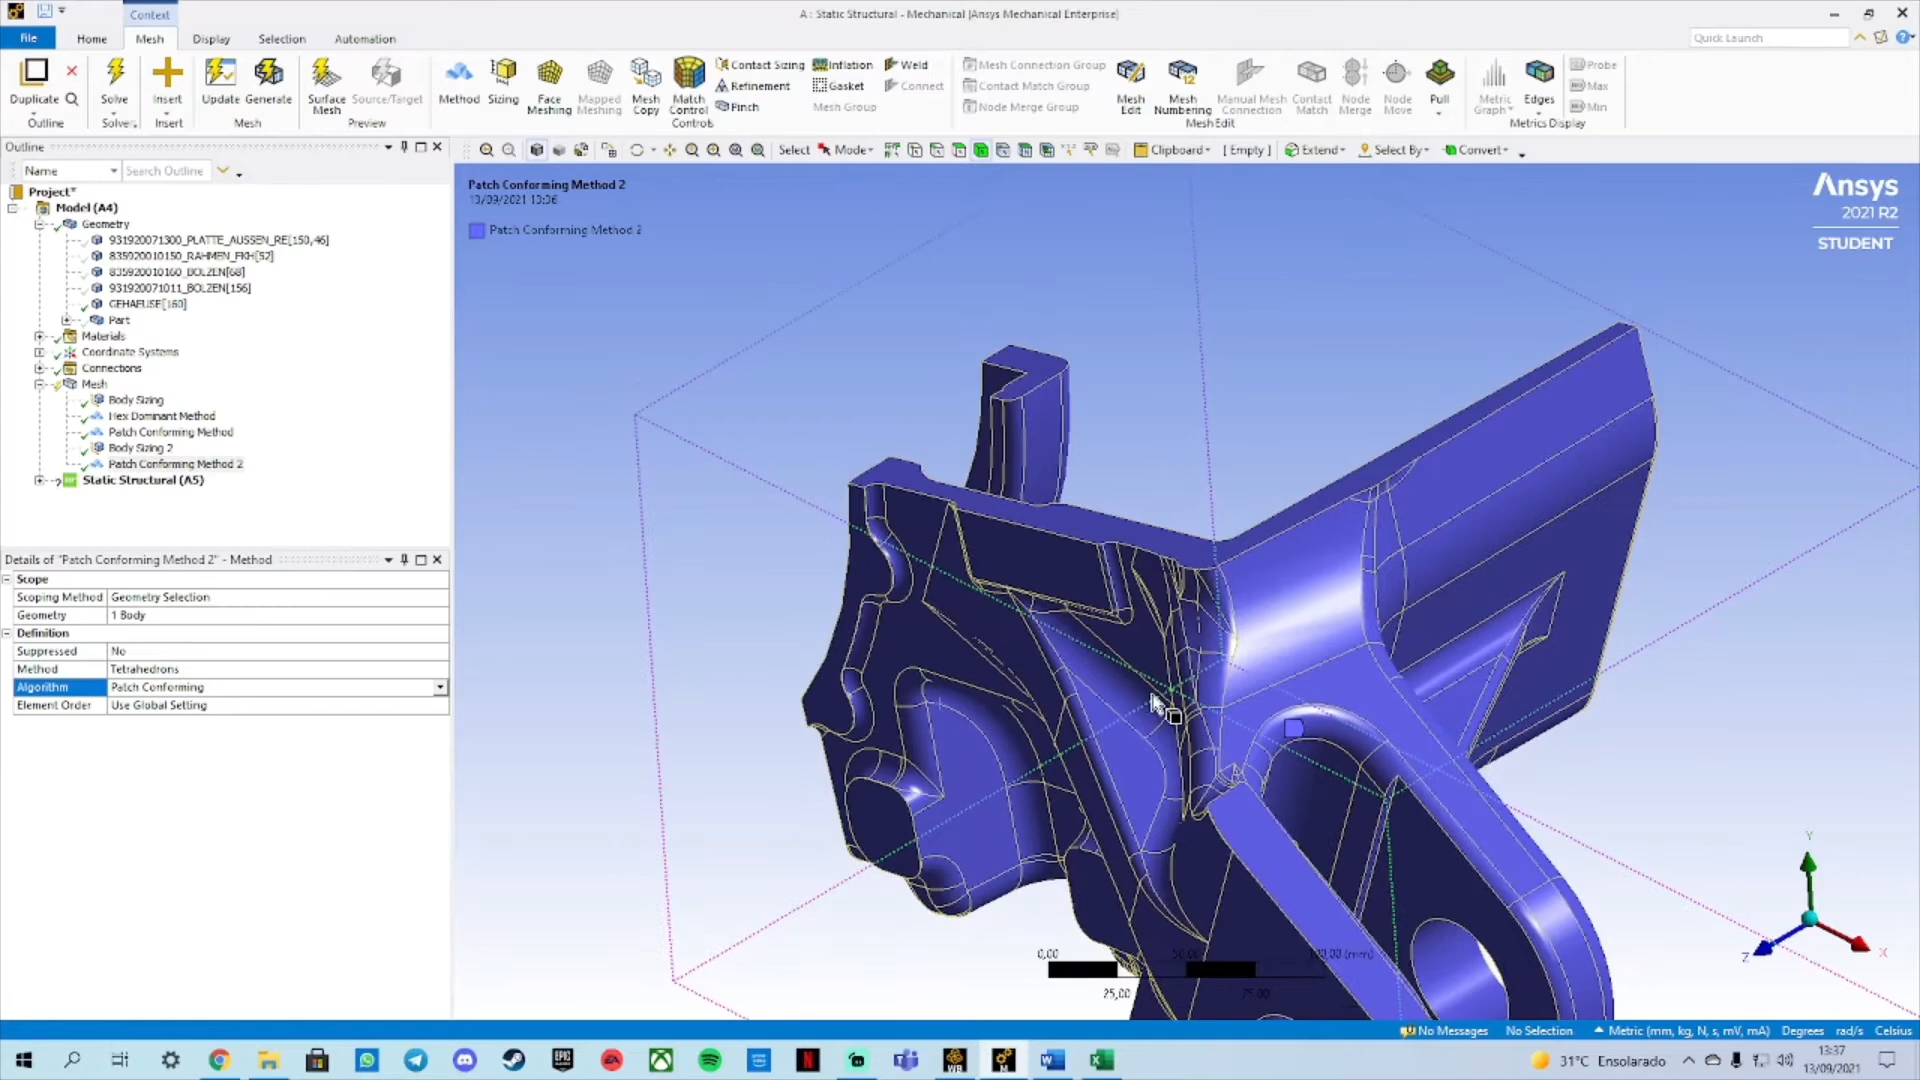 Context
A : Static Structural - Mechanical [Ansys Mechanical Enterprise]
File Home Mesh Display Selection Automation
Quick Launch
Duplicate
Outline
Solve
Solve
Insert
Insert
Update
Generate
Mesh
Surface Mesh
Source/Target
Preview
Method
Sizing
Face Meshing
Mapped Meshing
Mesh Copy
Match Control
Contact Sizing
Refinement
Pinch
Inflation
Gasket
Mesh Group
Weld
Connect
Controls
Mesh Connection Group
Contact Match Group
Node Merge Group
Mesh Edit
Mesh Numbering
Manual Mesh Connection
Contact Match
Node Merge
Node Move
Pull
Mesh Edit
Metric Graph
Edges
Probe
Max
Min
Metrics Display
Outline
Name
Search Outline
Select Mode
Clipboard [ Empty ] Extend Select By Convert
Project*
Model (A4)
Geometry
931920071300_PLATTE_AUSSEN_RE[150,46]
835920010150_RAHMEN_FKH[52]
835920010160_BOLZEN[68]
931920071011_BOLZEN[156]
GEHAEUSE[160]
Part
Materials
Coordinate Systems
Connections
Mesh
Body Sizing
Hex Dominant Method
Patch Conforming Method
Body Sizing 2
Patch Conforming Method 2
Static Structural (A5)
Details of "Patch Conforming Method 2" - Method
Scope
Scoping Method Geometry Selection
Geometry 1 Body
Definition
Suppressed No
Method Tetrahedrons
Algorithm Patch Conforming
Element Order Use Global Setting
Patch Conforming Method 2
13/09/2021 13:36
Patch Conforming Method 2
Ansys
2021 R2
STUDENT
0,00 50,00 100,00 (mm)
25,00 75,00
Y
Z
X
No Messages No Selection Metric (mm, kg, N, s, mV, mA) Degrees rad/s Celsius
31°C Ensolarado
13:37
13/09/2021